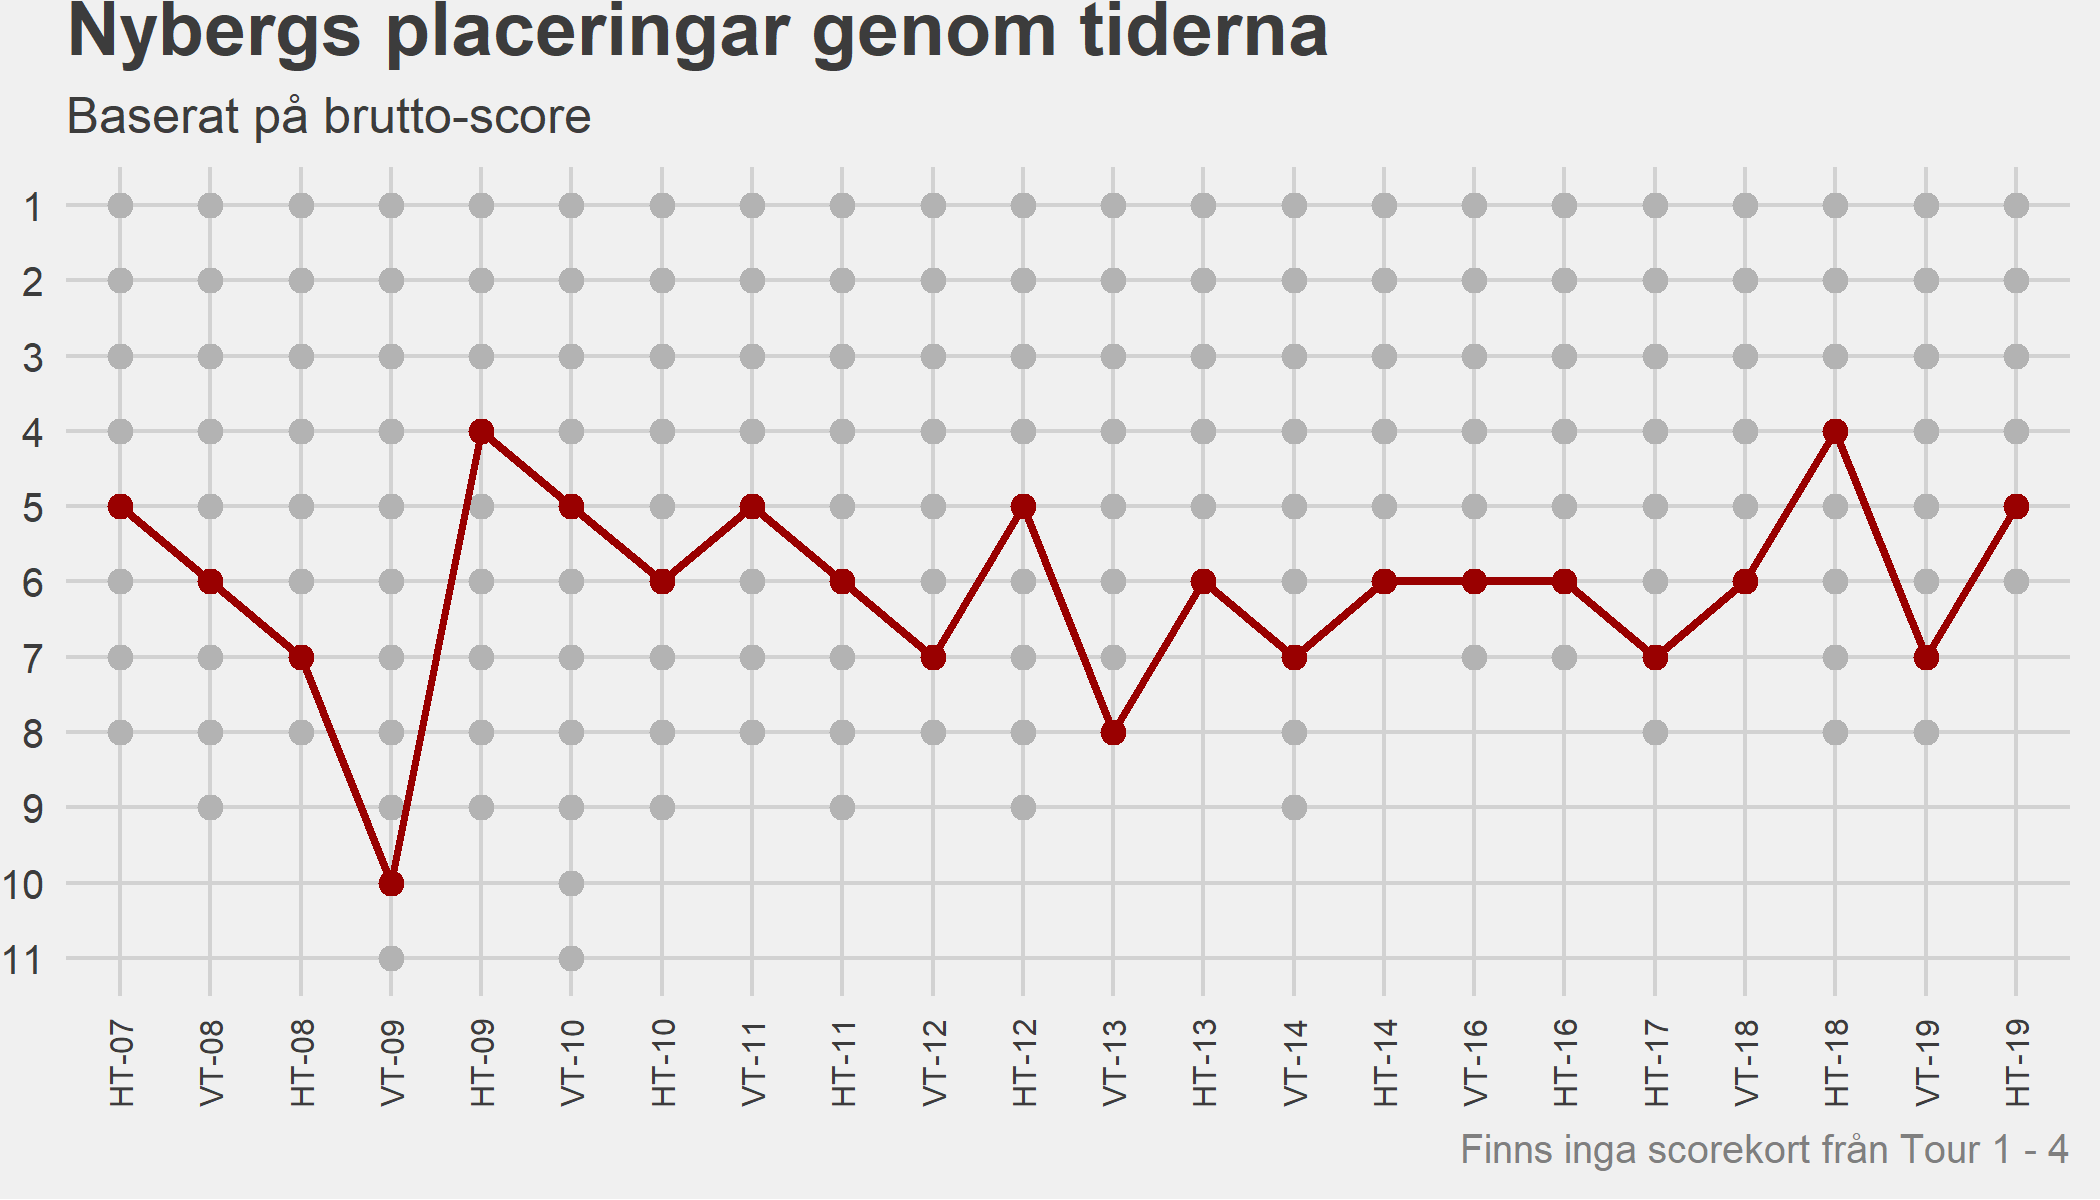 Nybergs placeringar genom tiderna
Baserat på brutto-score
1
2
3
4
5
6
7
8
9
10
11
HT-07
VT-08
HT-08
VT-09
HT-09
VT-10
HT-10
VT-11
HT-11
VT-12
HT-12
VT-13
HT-13
VT-14
HT-14
VT-16
HT-16
HT-17
VT-18
HT-18
VT-19
HT-19
Finns inga scorekort från Tour 1 - 4